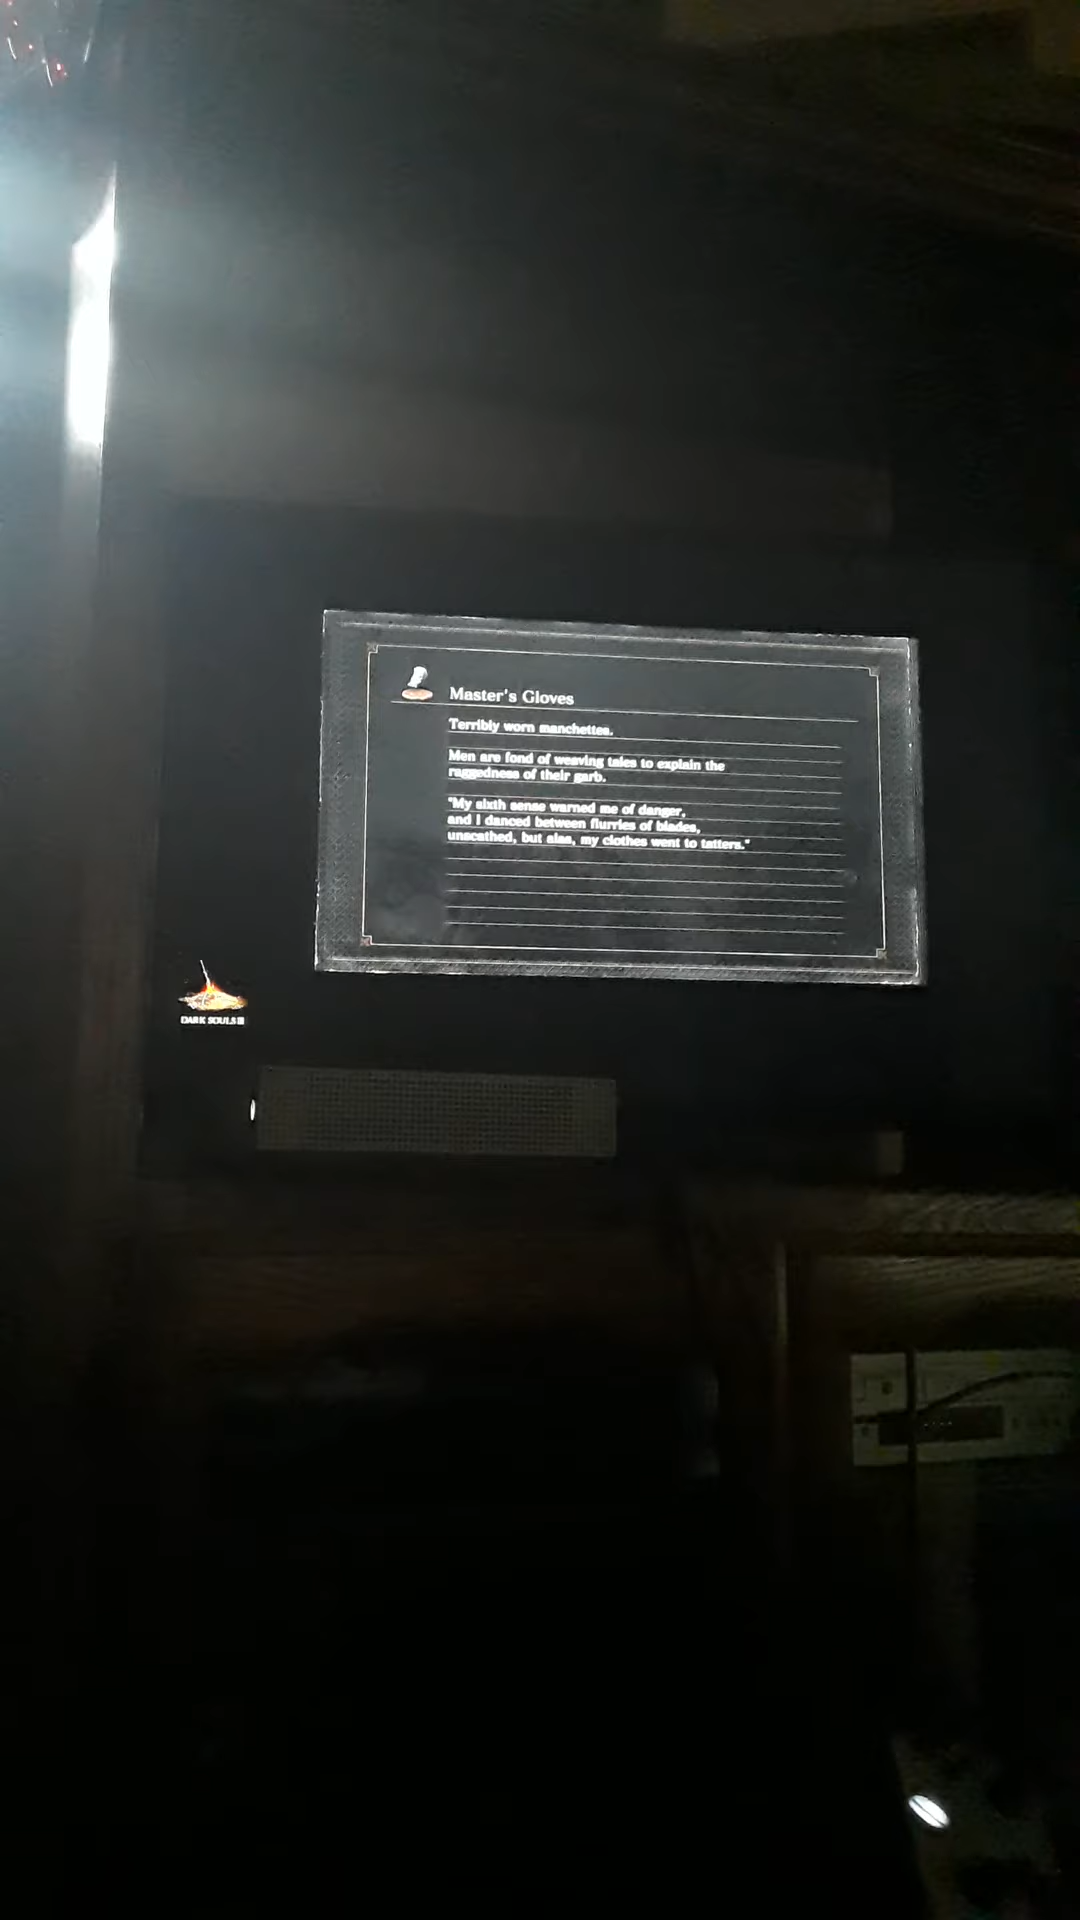 Master's Gloves
Terribly worn manchettes.
Men are fond of weaving tales to explain the
raggedness of their garb.
"My sixth sense warned me of danger,
and I danced between flurries of blades,
unscathed, but alas, my clothes went to tatters."
DARK SOULS III